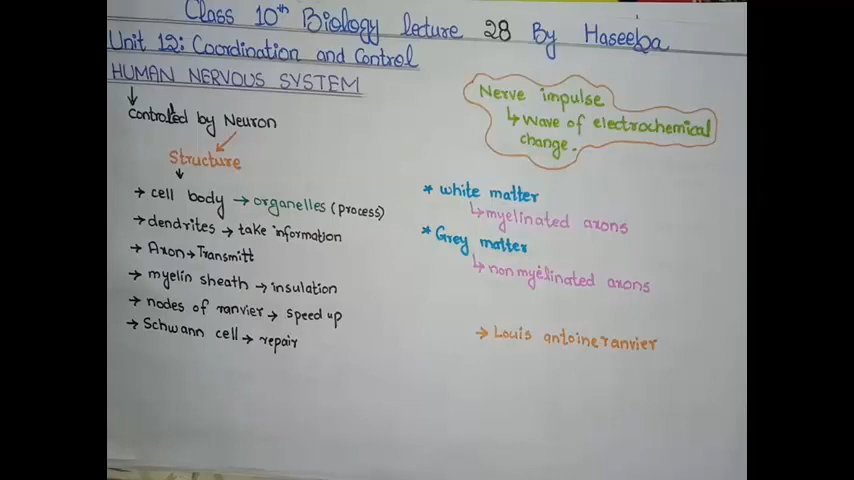 Class 10th Biology lecture 28 By Haseeba
Unit 12: Coordination and Control
HUMAN NERVOUS SYSTEM
↓
Controlled by Neuron
Structure
↓
→ cell body → organelles (process)
→ dendrites → take information
→ Axon → Transmitt
→ myelin sheath → insulation
→ nodes of ranvier → speed up
→ Schwann cell → repair
Nerve impulse
↳ Wave of electrochemical
change.
* white matter
↳ myelinated axons
* Grey matter
↳ non myelinated axons
→ Louis antoine ranvier